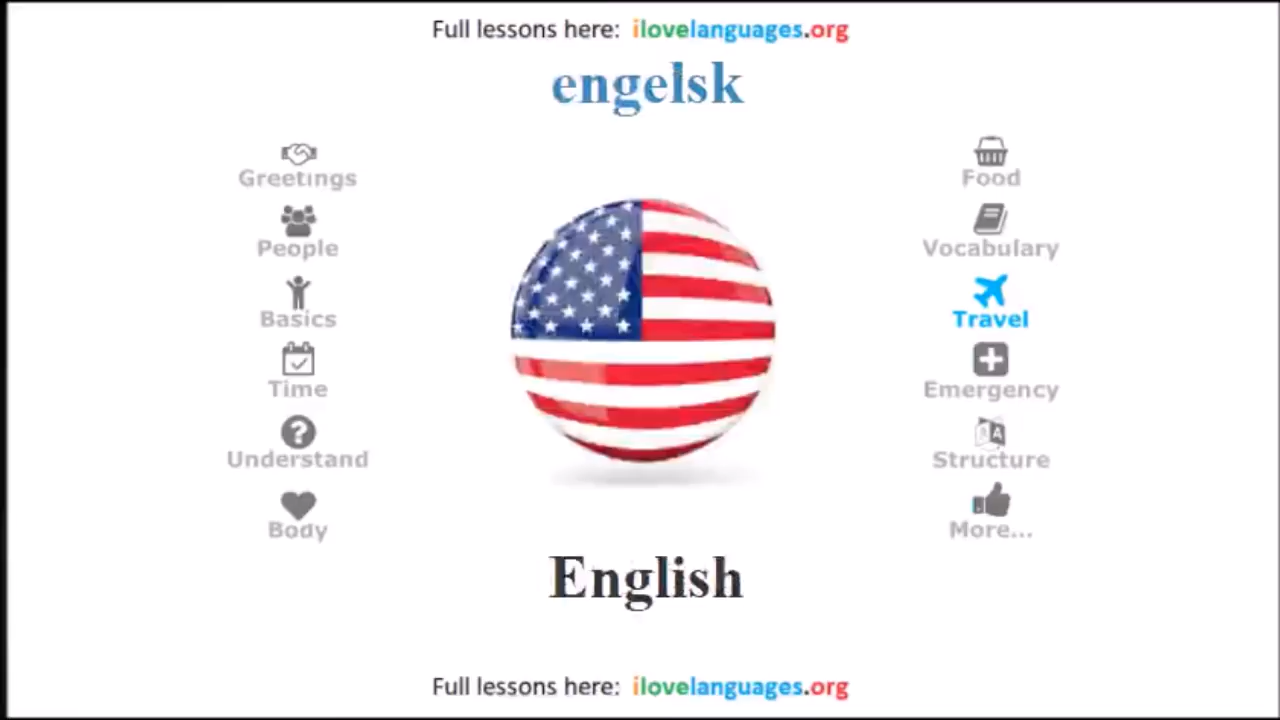 Full lessons here: ilovelanguages.org
engelsk
Greetings
People
Basics
Time
Understand
Body
Food
Vocabulary
Travel
Emergency
Structure
More...
English
Full lessons here: ilovelanguages.org